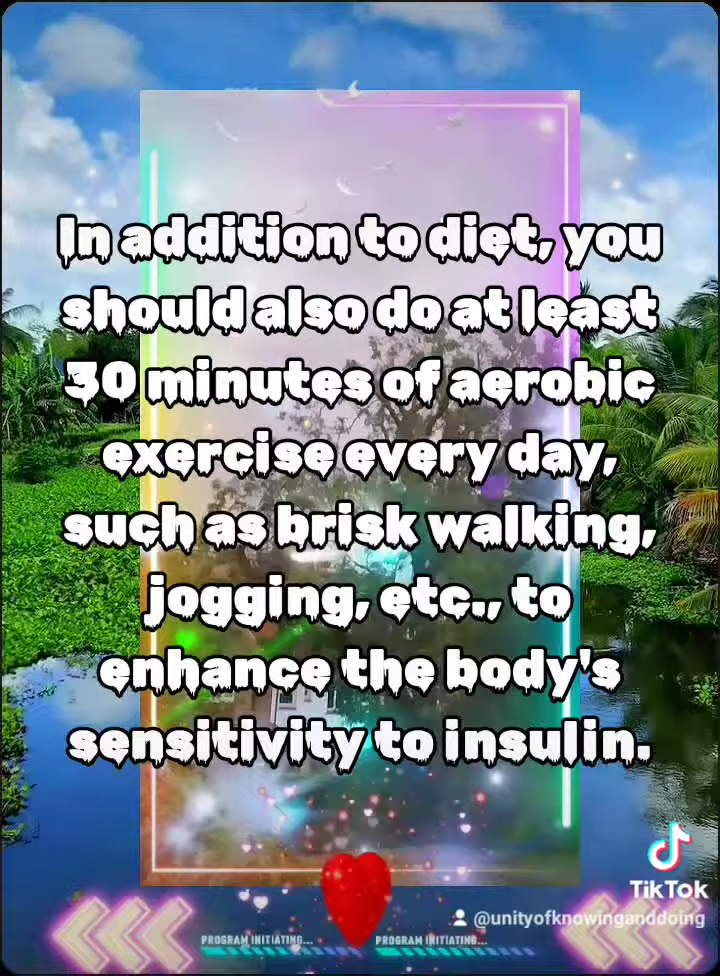 In addition to diet, you
should also do at least
30 minutes of aerobic
exercise every day,
such as brisk walking,
jogging, etc., to
enhance the body's
sensitivity to insulin.
TikTok
@unityofknowinganddoing
PROGRAM INITIATING... PROGRAM INITIATING...